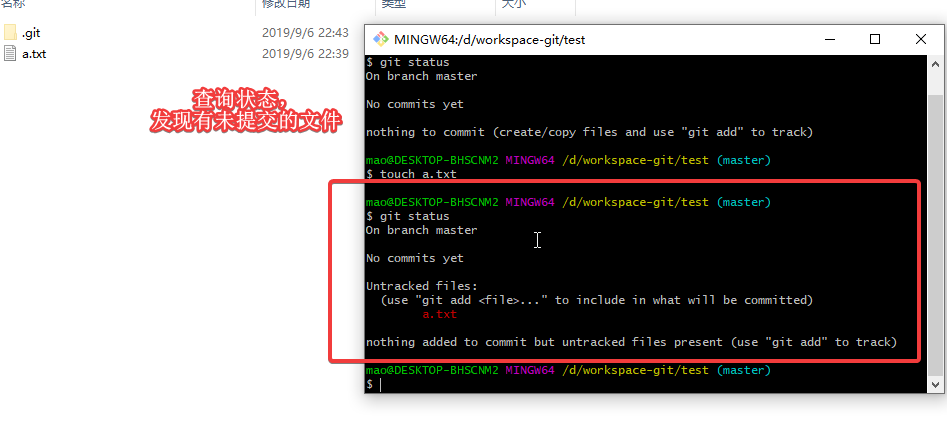 名称 修改日期 类型 大小
.git 2019/9/6 22:43
a.txt 2019/9/6 22:39
查询状态,
发现有未提交的文件
MINGW64:/d/workspace-git/test
$ git status
On branch master
No commits yet
nothing to commit (create/copy files and use "git add" to track)
mao@DESKTOP-BHSCNM2 MINGW64 /d/workspace-git/test (master)
$ touch a.txt
mao@DESKTOP-BHSCNM2 MINGW64 /d/workspace-git/test (master)
$ git status
On branch master
No commits yet
Untracked files:
(use "git add <file>..." to include in what will be committed)
a.txt
nothing added to commit but untracked files present (use "git add" to track)
mao@DESKTOP-BHSCNM2 MINGW64 /d/workspace-git/test (master)
$